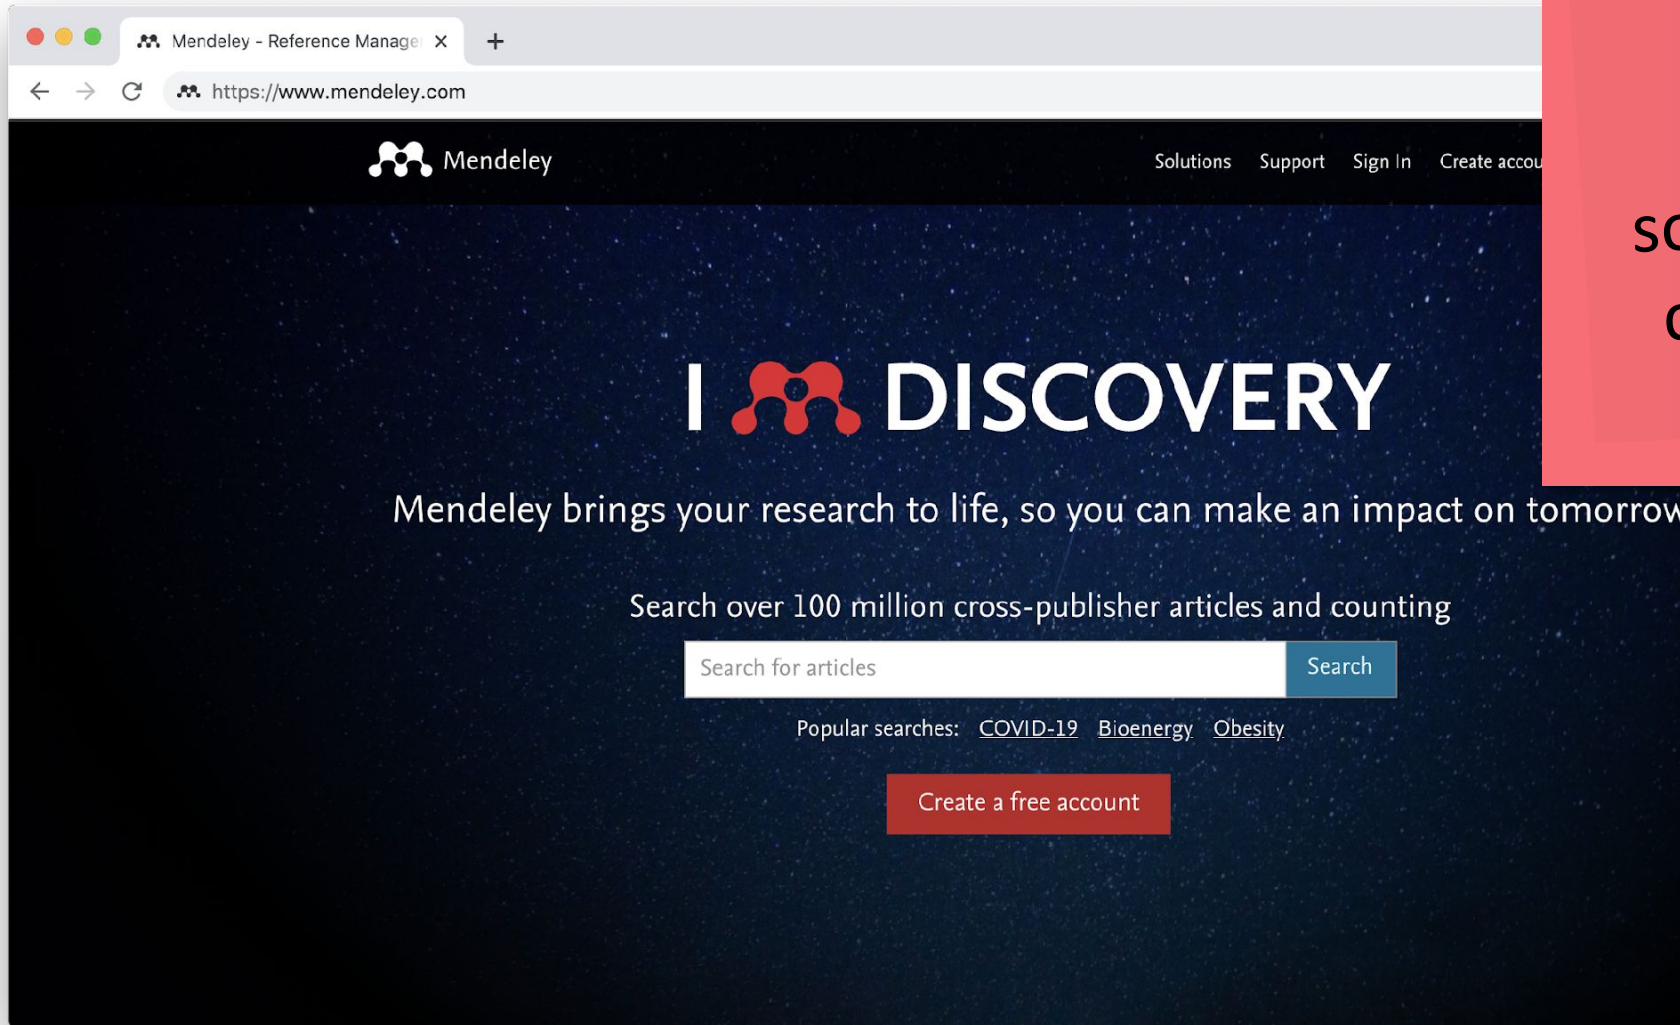 Mendeley - Reference Manage
https://www.mendeley.com
Mendeley
Solutions Support Sign In Create accou
I DISCOVERY
Mendeley brings your research to life, so you can make an impact on tomorrow
Search over 100 million cross-publisher articles and counting
Search for articles Search
Popular searches: COVID-19 Bioenergy Obesity
Create a free account